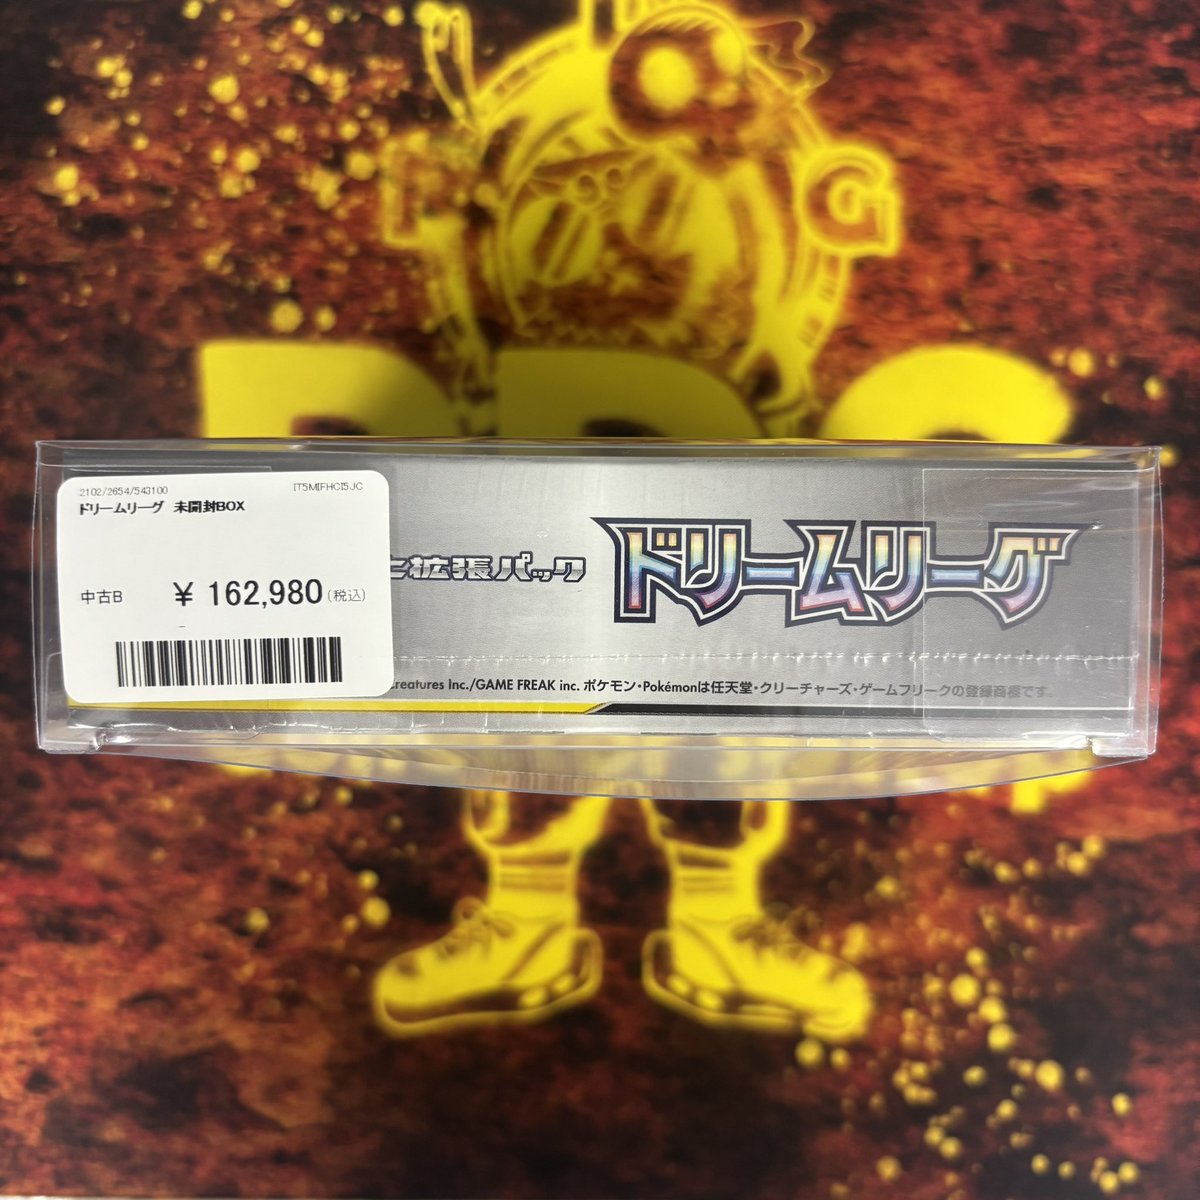 G
2102/2654/543100
IT5MIFHCI5JC
ドリームリーグ 未開封BOX
中古B
¥ 162,980(税込)
拡張パック
ドリームリーグ
reatures Inc./GAME FREAK inc. ポケモン・Pokémonは任天堂・クリーチャーズ・ゲームフリークの登録商標です。